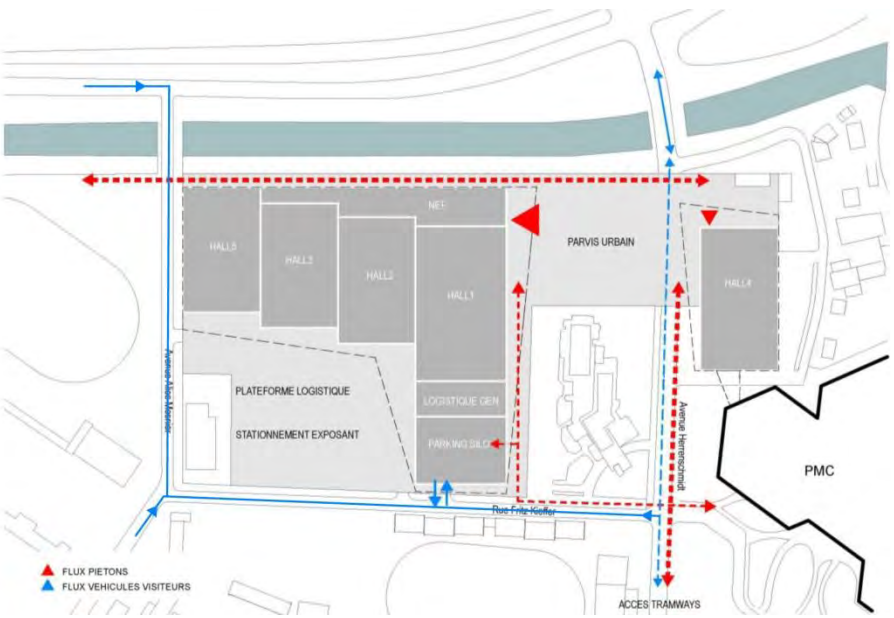 NEF
PARVIS URBAIN
HALL5
HALL3
HALL2
HALL1
HALL4
PLATEFORME LOGISTIQUE
LOGISTIQUE GEN
STATIONNEMENT EXPOSANT
PARKING SILO
Avenue Herrenschmidt
PMC
Rue Fritz Kieffer
FLUX PIETONS
FLUX VEHICULES VISITEURS
ACCES TRAMWAYS